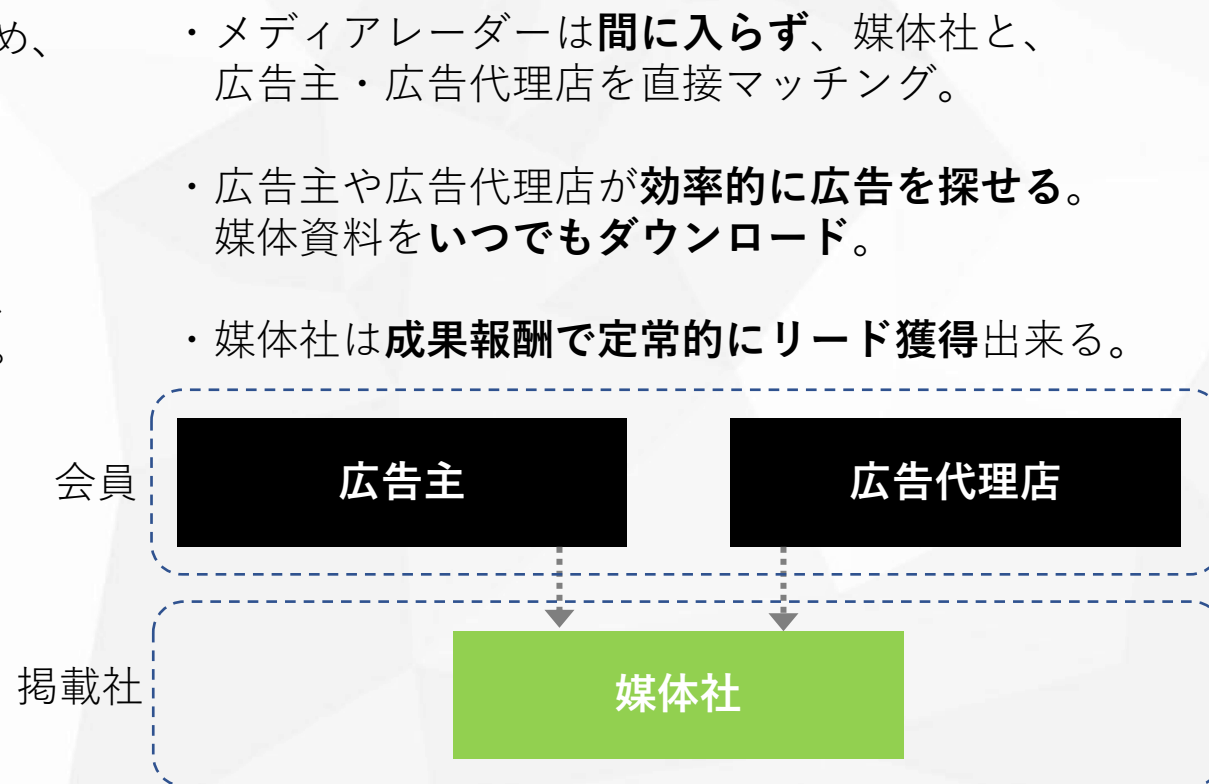 め、
・メディアレーダーは間に入らず、媒体社と、
広告主・広告代理店を直接マッチング。
・広告主や広告代理店が効率的に広告を探せる。
媒体資料をいつでもダウンロード。
。
・媒体社は成果報酬で定常的にリード獲得出来る。
会員
広告主
広告代理店
掲載社
媒体社